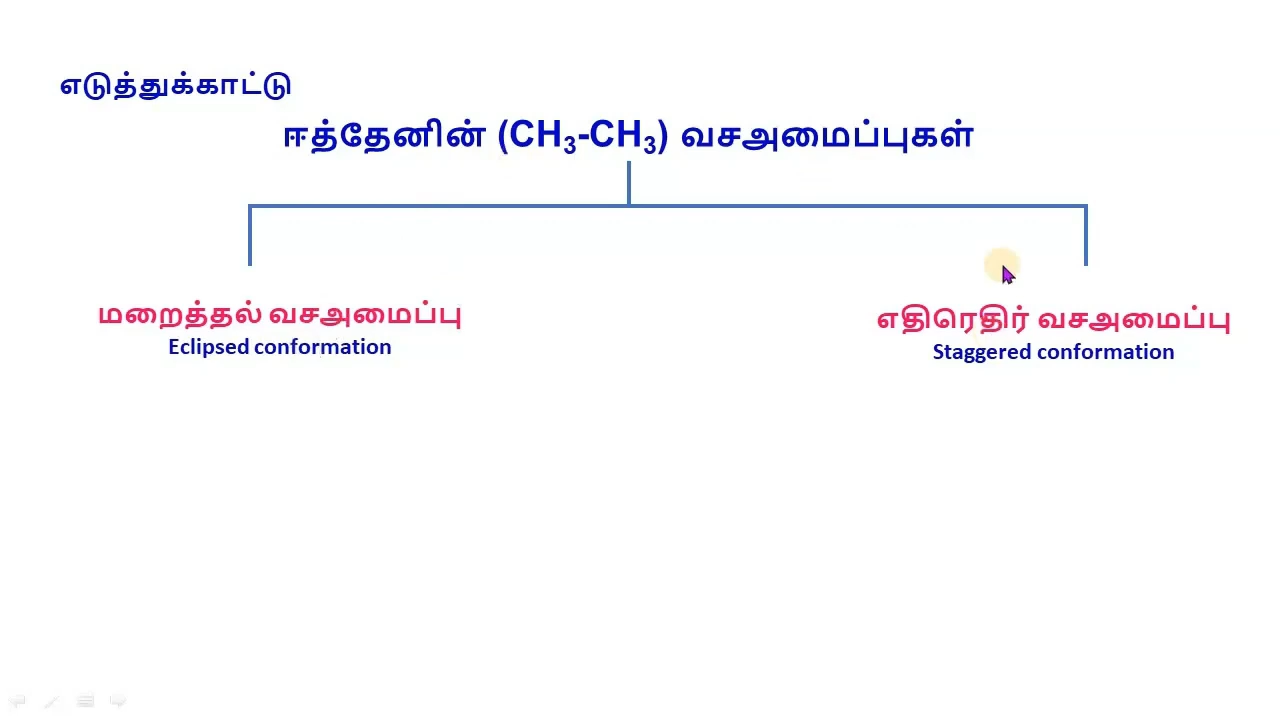 எடுத்துக்காட்டு
ஈத்தேனின் (CH₃-CH₃) வசஅமைப்புகள்
மறைத்தல் வசஅமைப்பு
Eclipsed conformation
எதிரெதிர் வசஅமைப்பு
Staggered conformation